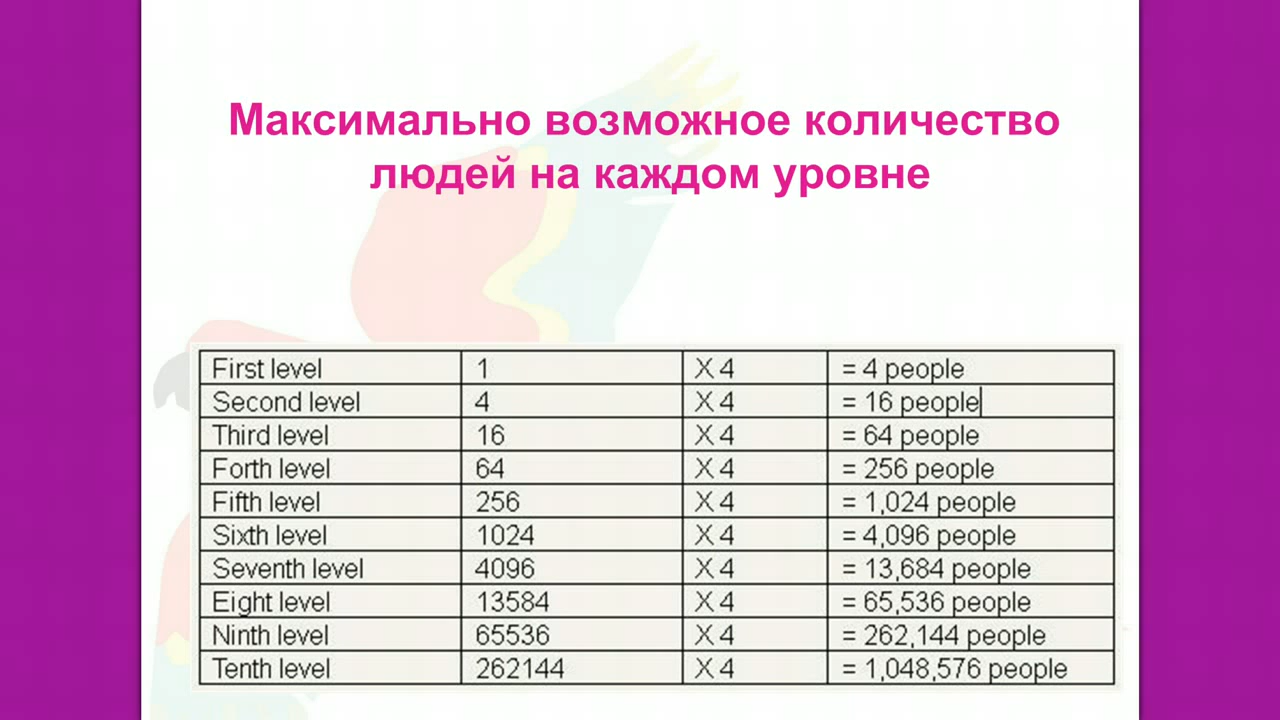 Максимально возможное количество
людей на каждом уровне
First level 1 X 4 = 4 people
Second level 4 X 4 = 16 people
Third level 16 X 4 = 64 people
Forth level 64 X 4 = 256 people
Fifth level 256 X 4 = 1,024 people
Sixth level 1024 X 4 = 4,096 people
Seventh level 4096 X 4 = 13,684 people
Eight level 13584 X 4 = 65,536 people
Ninth level 65536 X 4 = 262,144 people
Tenth level 262144 X 4 = 1,048,576 people